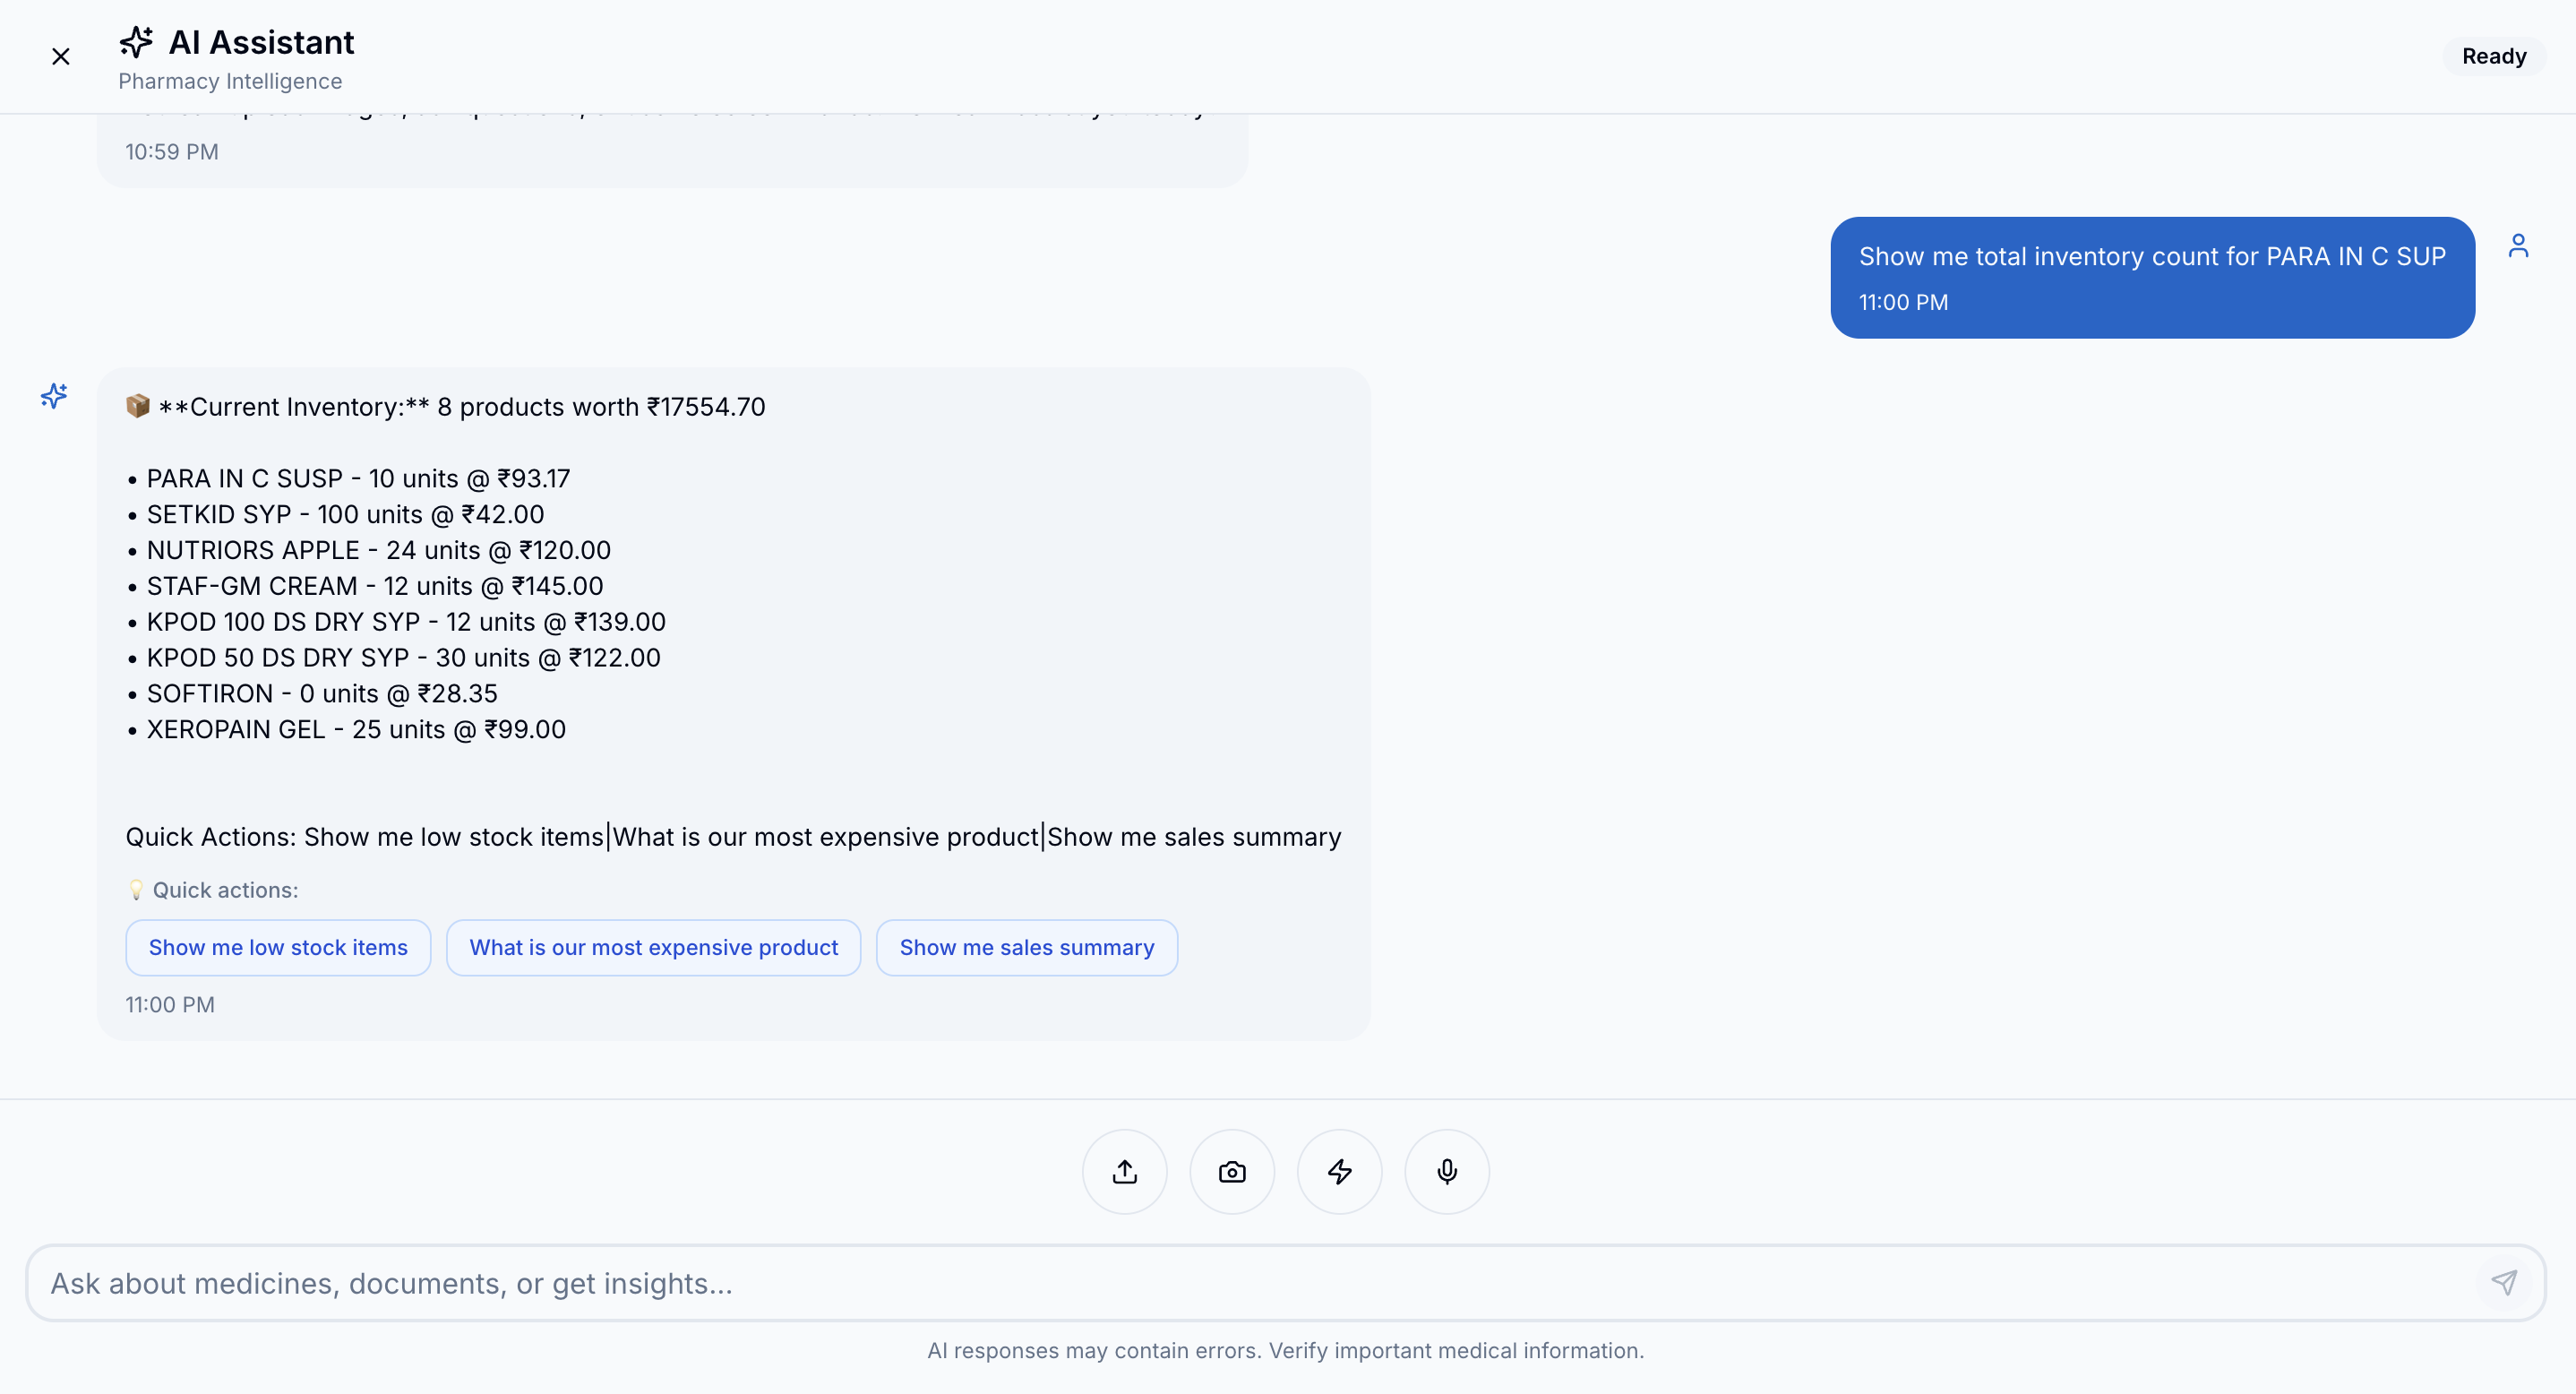 AI Assistant
Pharmacy Intelligence
Ready
10:59 PM
Show me total inventory count for PARA IN C SUP
11:00 PM
📦 **Current Inventory:** 8 products worth ₹17554.70
• PARA IN C SUSP - 10 units @ ₹93.17
• SETKID SYP - 100 units @ ₹42.00
• NUTRIORS APPLE - 24 units @ ₹120.00
• STAF-GM CREAM - 12 units @ ₹145.00
• KPOD 100 DS DRY SYP - 12 units @ ₹139.00
• KPOD 50 DS DRY SYP - 30 units @ ₹122.00
• SOFTIRON - 0 units @ ₹28.35
• XEROPAIN GEL - 25 units @ ₹99.00
Quick Actions: Show me low stock items|What is our most expensive product|Show me sales summary
💡 Quick actions:
Show me low stock items
What is our most expensive product
Show me sales summary
11:00 PM
Ask about medicines, documents, or get insights...
AI responses may contain errors. Verify important medical information.